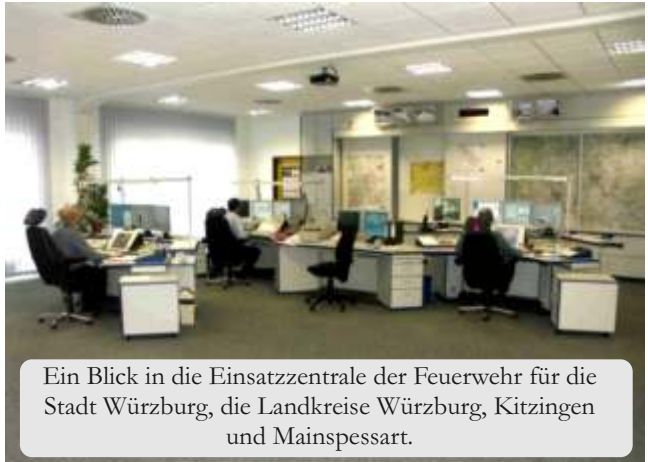 Ein Blick in die Einsatzzentrale der Feuerwehr für die
Stadt Würzburg, die Landkreise Würzburg, Kitzingen
und Mainspessart.